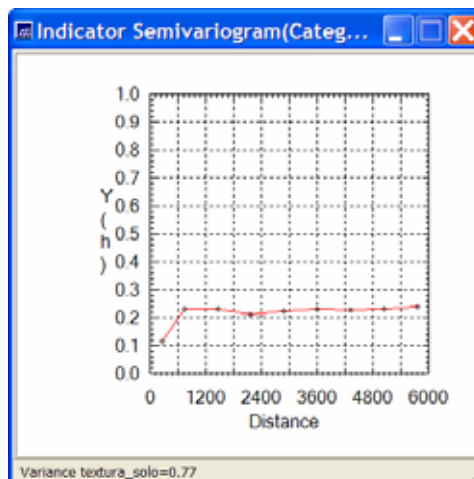 Indicator Semivariogram(Categ...
1.0
0.9
0.8
0.7
0.6
0.5
0.4
0.3
0.2
0.1
0.0
Y(h)
0 1200 2400 3600 4800 6000
Distance
Variance textura_solo=0.77